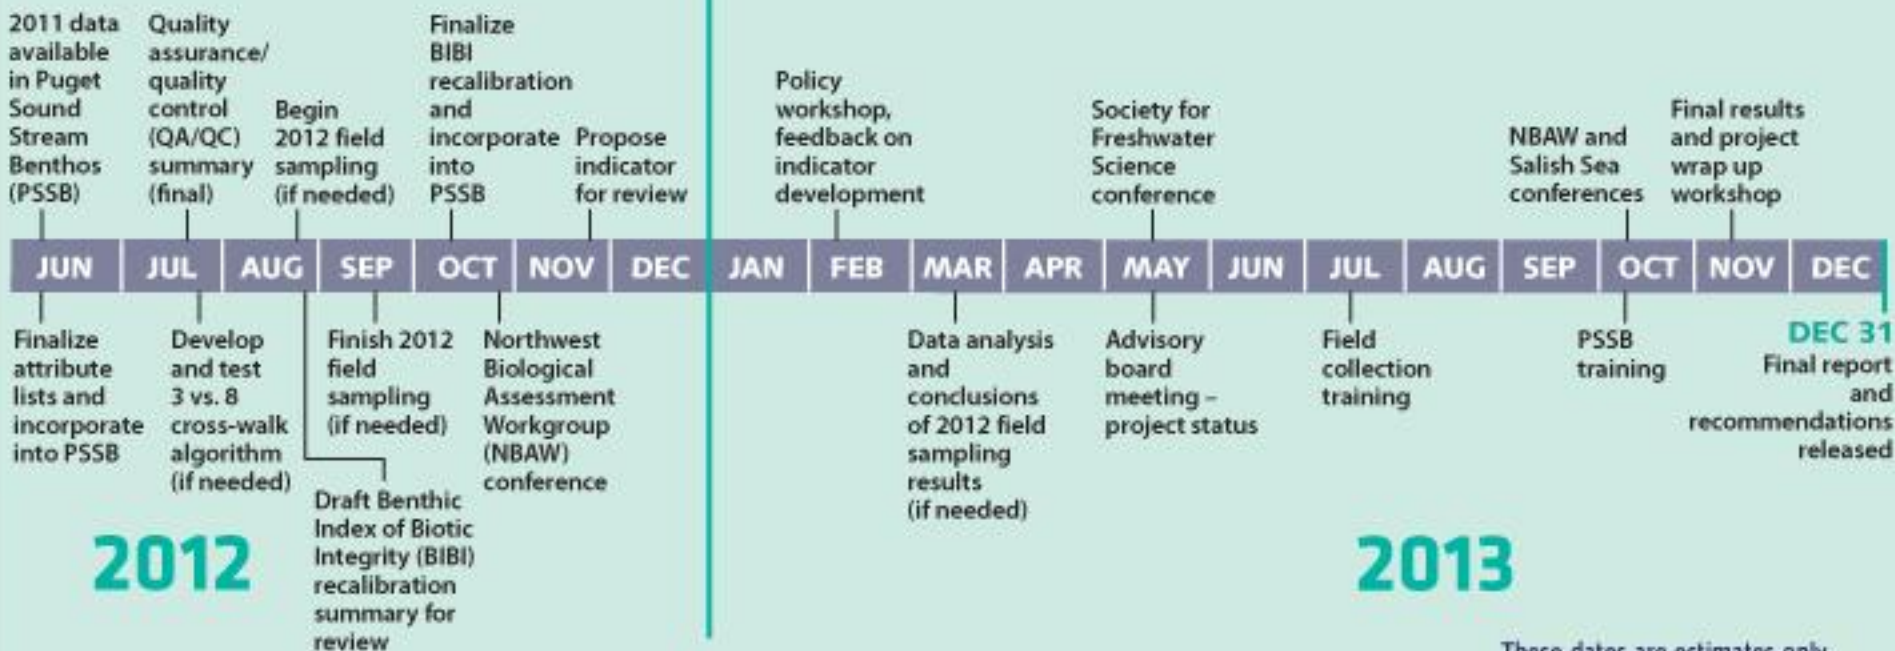 2011 data
available
in Puget
Sound
Stream
Benthos
(PSSB)
Quality
assurance/
quality
control
(QA/QC)
summary
(final)
Begin
2012 field
sampling
(if needed)
Finalize
BIBI
recalibration
and
incorporate
into
PSSB
Propose
indicator
for review
Policy
workshop,
feedback on
indicator
development
Society for
Freshwater
Science
conference
NBAW and
Salish Sea
conferences
Final results
and project
wrap up
workshop
JUN JUL AUG SEP OCT NOV DEC JAN FEB MAR APR MAY JUN JUL AUG SEP OCT NOV DEC
Finalize
attribute
lists and
incorporate
into PSSB
Develop
and test
3 vs. 8
cross-walk
algorithm
(if needed)
Draft Benthic
Index of Biotic
Integrity (BIBI)
recalibration
summary for
review
Finish 2012
field
sampling
(if needed)
Northwest
Biological
Assessment
Workgroup
(NBAW)
conference
Data analysis
and
conclusions
of 2012 field
sampling
results
(if needed)
Advisory
board
meeting –
project status
Field
collection
training
PSSB
training
DEC 31
Final report
and
recommendations
released
2012
2013
These dates are estimates only